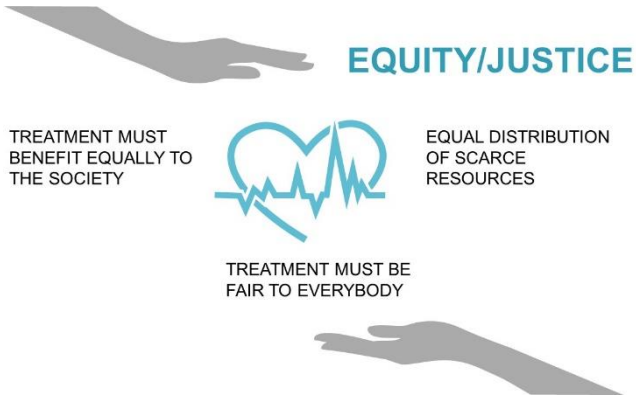 EQUITY/JUSTICE
TREATMENT MUST
BENEFIT EQUALLY TO
THE SOCIETY
EQUAL DISTRIBUTION
OF SCARCE
RESOURCES
TREATMENT MUST BE
FAIR TO EVERYBODY